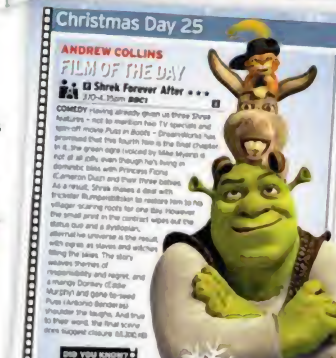 Christmas Day 25
ANDREW COLLINS
FILM OF THE DAY
Shrek Forever After ★★★
3.10-4.35pm BBC1
COMEDY Having already given us three Shrek
features – not to mention two TV specials and
spin-off movie Puss in Boots – DreamWorks has
promised that this fourth film is the final chapter.
In it, the green ogre (voiced by Mike Myers) is
not at all jolly, even though he's living in
domestic bliss with Princess Fiona
(Cameron Diaz) and their three babies.
As a result, Shrek makes a deal with
trickster Rumpelstiltskin to restore him to his
villager scaring roots for one day. However
the small print in the contract wipes out the
status quo and a dystopian,
alternative universe is the result,
with ogres as slaves and witches
filling the skies. The story
weaves themes of
responsibility and regret, and
a mangy Donkey (Eddie
Murphy) and gone-to-seed
Puss (Antonio Banderas)
shoulder the laughs. And true
to their word, the final scene
does suggest closure.
DID YOU KNOW?